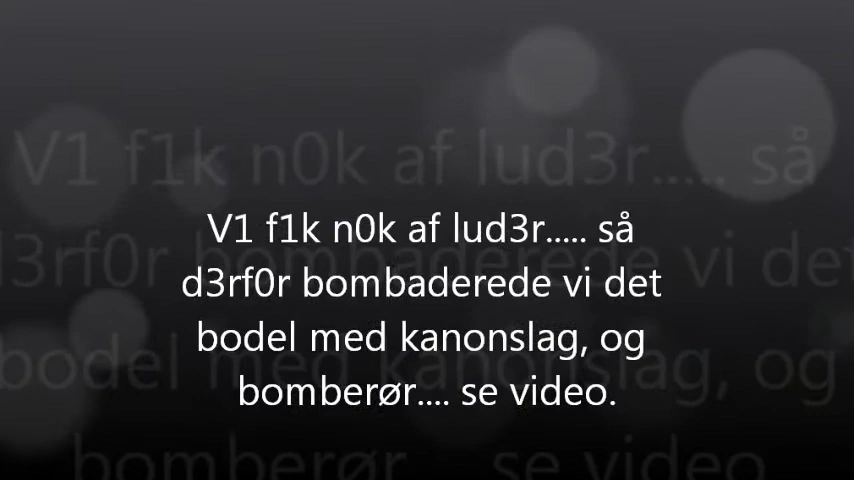 V1 f1k n0k af lud3r..... så
d3rf0r bombaderede vi det
bodel med kanonslag, og
bomberør.... se video.